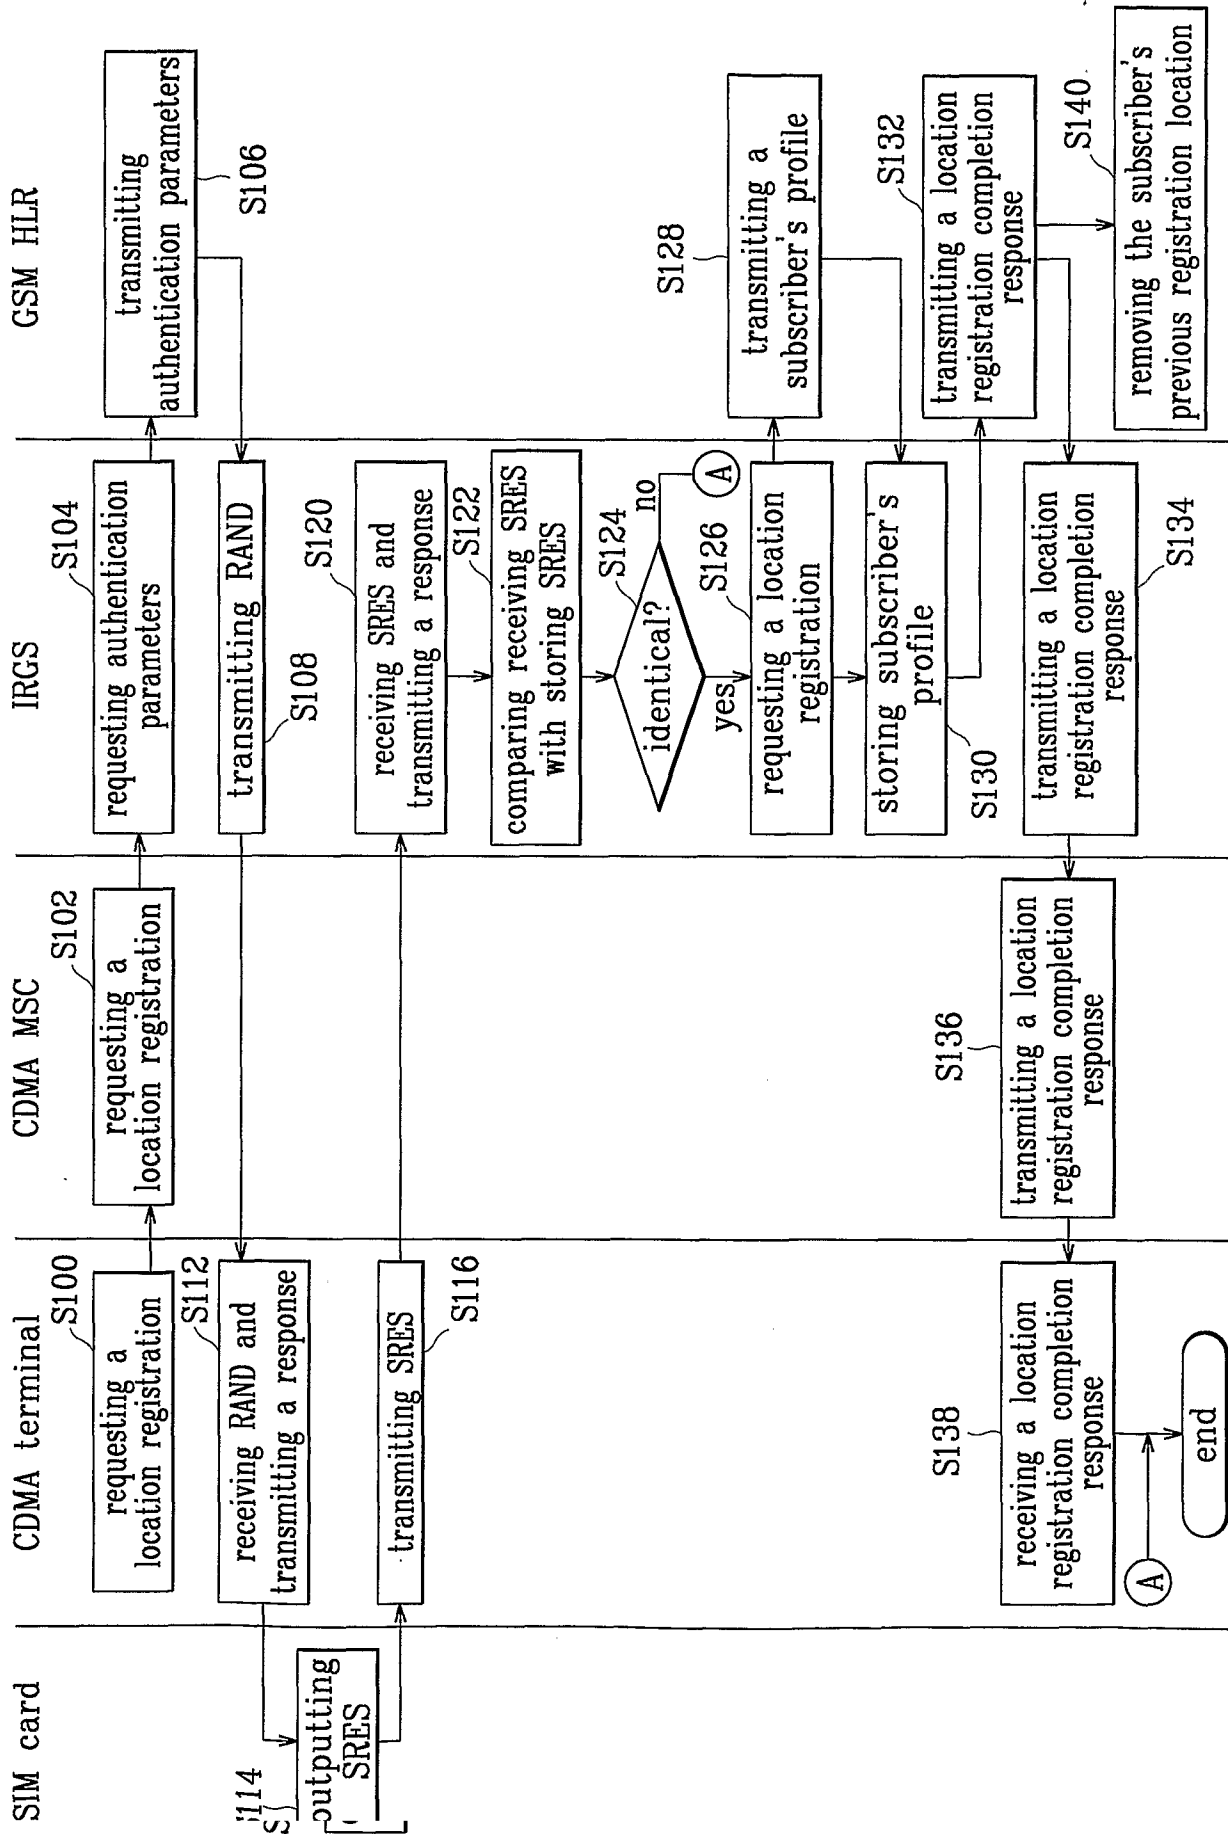 SIM card
CDMA terminal
CDMA MSC
IRGS
GSM HLR
S100
requesting a
location registration
S102
requesting a
location registration
S104
requesting authentication
parameters
transmitting
authentication parameters
S106
transmitting RAND
S108
S112
receiving RAND and
transmitting a response
S114
outputting
SRES
transmitting SRES
S116
S120
receiving SRES and
transmitting a response
S122
comparing receiving SRES
with storing SRES
S124
identical?
no
A
yes
S126
requesting a location
registration
S128
transmitting a
subscriber's profile
storing subscriber's
profile
S130
S132
transmitting a location
registration completion
response
transmitting a location
registration completion
response
S134
S136
transmitting a location
registration completion
response
S138
receiving a location
registration completion
response
S140
removing the subscriber's
previous registration location
A
end